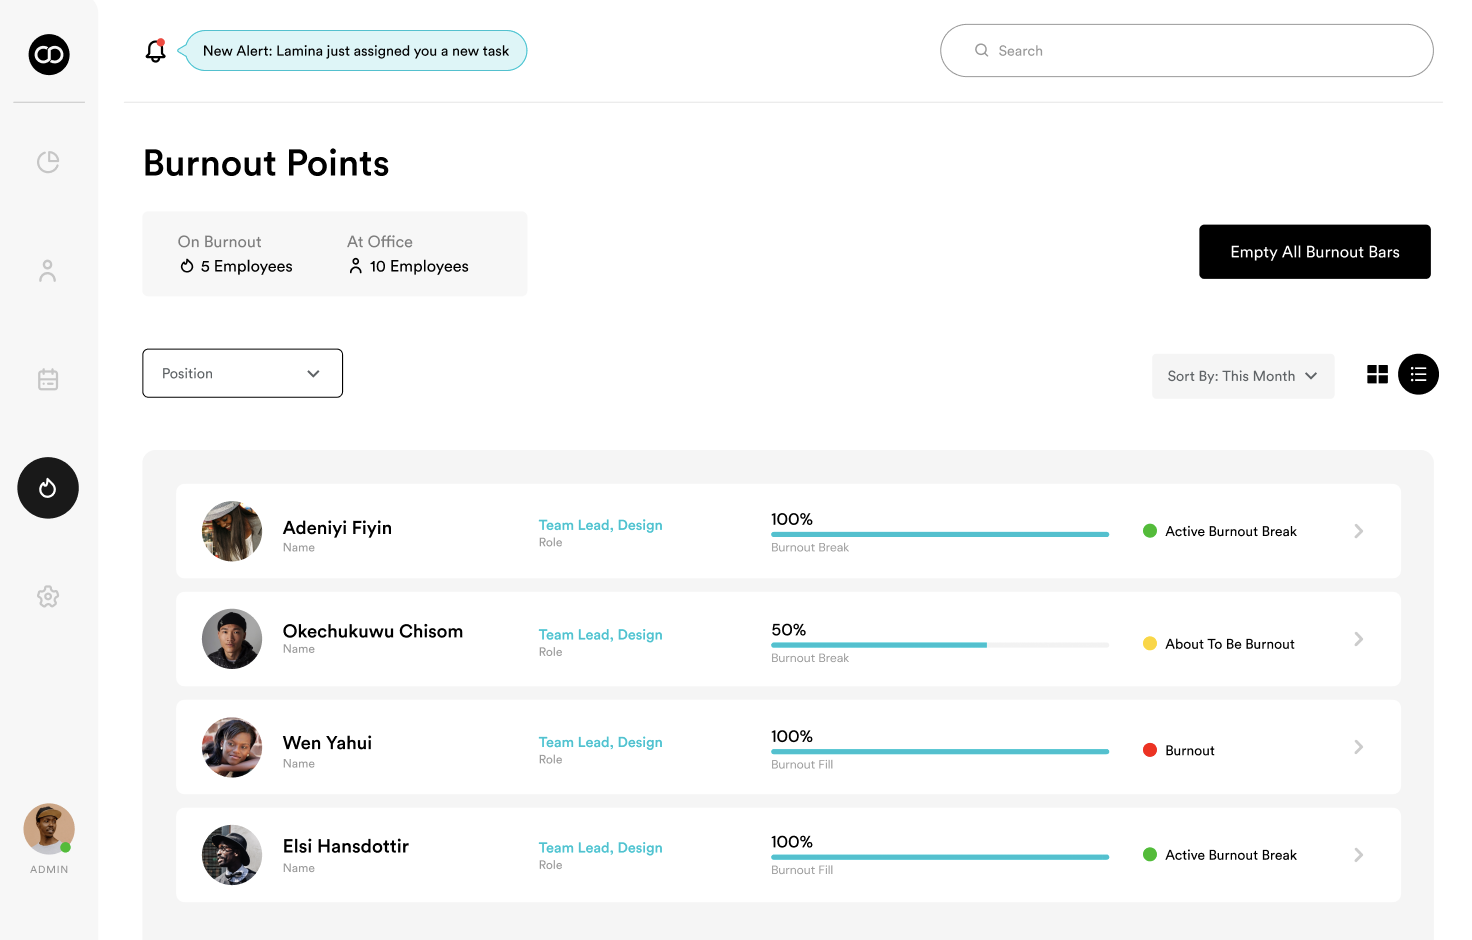 New Alert: Lamina just assigned you a new task
Search
Burnout Points
On Burnout
5 Employees
At Office
10 Employees
Empty All Burnout Bars
Position
Sort By: This Month
Adeniyi Fiyin
Name
Team Lead, Design
Role
100%
Burnout Break
Active Burnout Break
Okechukuwu Chisom
Name
Team Lead, Design
Role
50%
Burnout Break
About To Be Burnout
Wen Yahui
Name
Team Lead, Design
Role
100%
Burnout Fill
Burnout
Elsi Hansdottir
Name
Team Lead, Design
Role
100%
Burnout Fill
Active Burnout Break
ADMIN